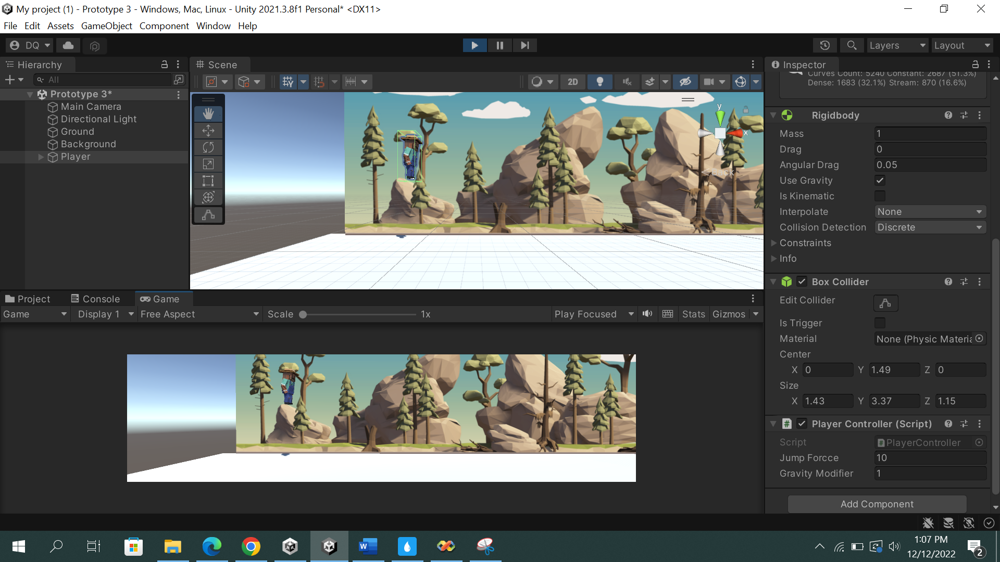 My project (1) - Prototype 3 - Windows, Mac, Linux - Unity 2021.3.8f1 Personal* <DX11>
File Edit Assets GameObject Component Window Help
DQ
Layers Layout
Hierarchy
All
Prototype 3*
Main Camera
Directional Light
Ground
Background
Player
Scene
2D
y
x
Back
Inspector
Curves Count: 5240 Constant: 2687 (51.3%)
Dense: 1683 (32.1%) Stream: 870 (16.6%)
Rigidbody
Mass 1
Drag 0
Angular Drag 0.05
Use Gravity
Is Kinematic
Interpolate None
Collision Detection Discrete
Constraints
Info
Box Collider
Edit Collider
Is Trigger
Material None (Physic Materia
Center
X 0 Y 1.49 Z 0
Size
X 1.43 Y 3.37 Z 1.15
# Player Controller (Script)
Script PlayerController
Jump Forcce 10
Gravity Modifier 1
Add Component
Project Console Game
Game Display 1 Free Aspect Scale 1x Play Focused Stats Gizmos
W
1:07 PM
12/12/2022
2